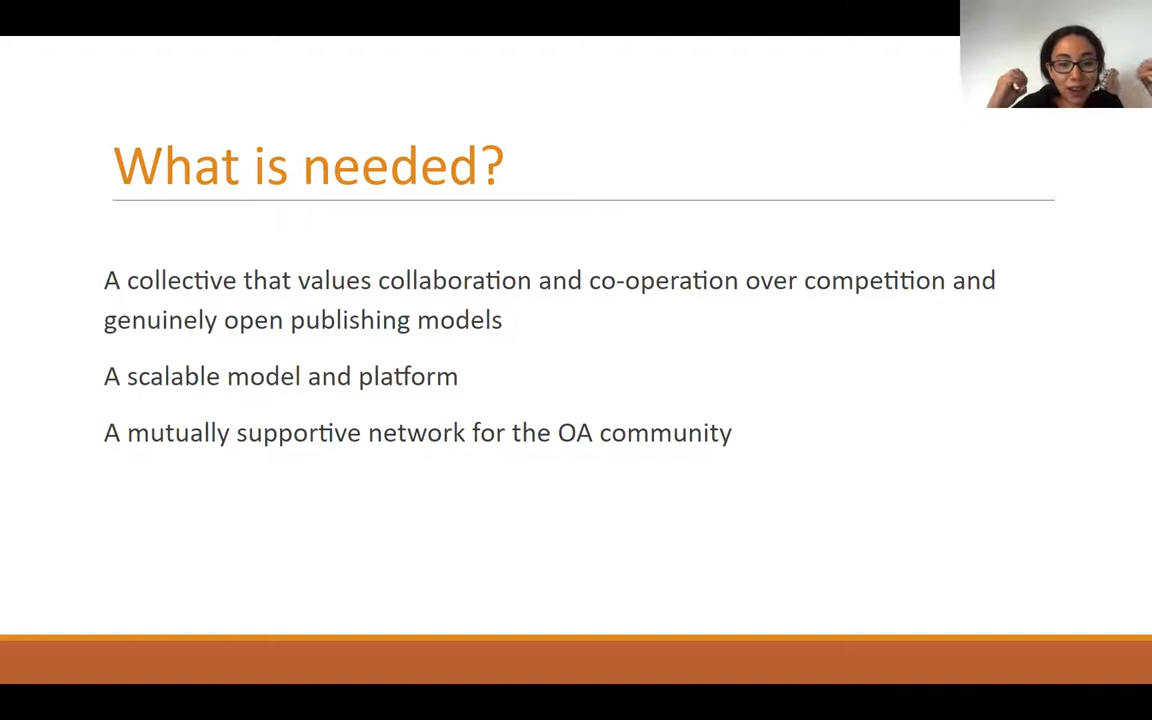 What is needed?
A collective that values collaboration and co-operation over competition and
genuinely open publishing models
A scalable model and platform
A mutually supportive network for the OA community